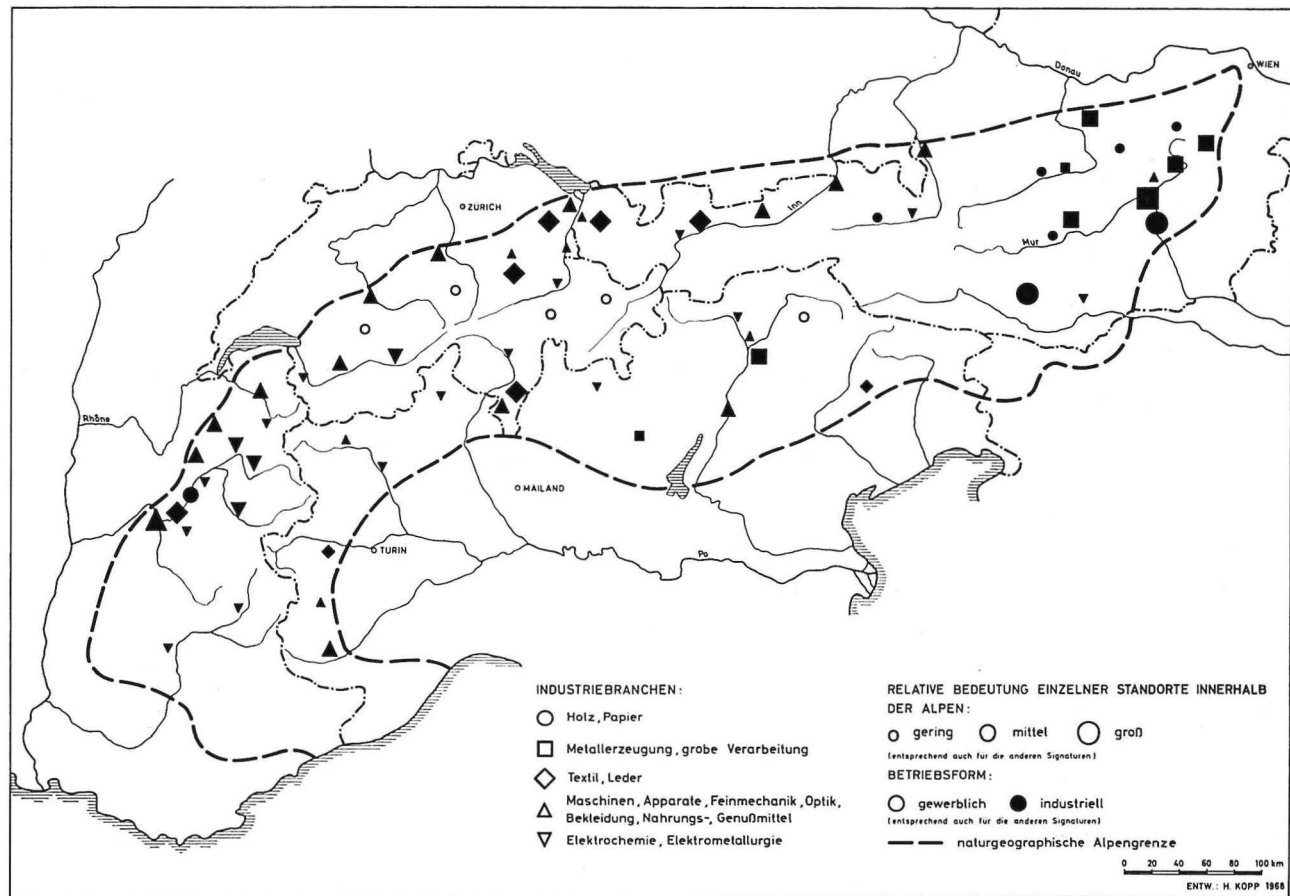 WIEN
Donau
ZÜRICH
Inn
Mur
Rhône
MAILAND
TURIN
Po
INDUSTRIEBRANCHEN:
Holz, Papier
Metallerzeugung, grobe Verarbeitung
Textil, Leder
Maschinen, Apparate, Feinmechanik, Optik,
Bekleidung, Nahrungs-, Genußmittel
Elektrochemie, Elektrometallurgie
RELATIVE BEDEUTUNG EINZELNER STANDORTE INNERHALB
DER ALPEN:
gering mittel groß
(entsprechend auch für die anderen Signaturen)
BETRIEBSFORM:
gewerblich industriell
(entsprechend auch für die anderen Signaturen)
naturgeographische Alpengrenze
0 20 40 60 80 100 km
ENTW.: H. KOPP 1968